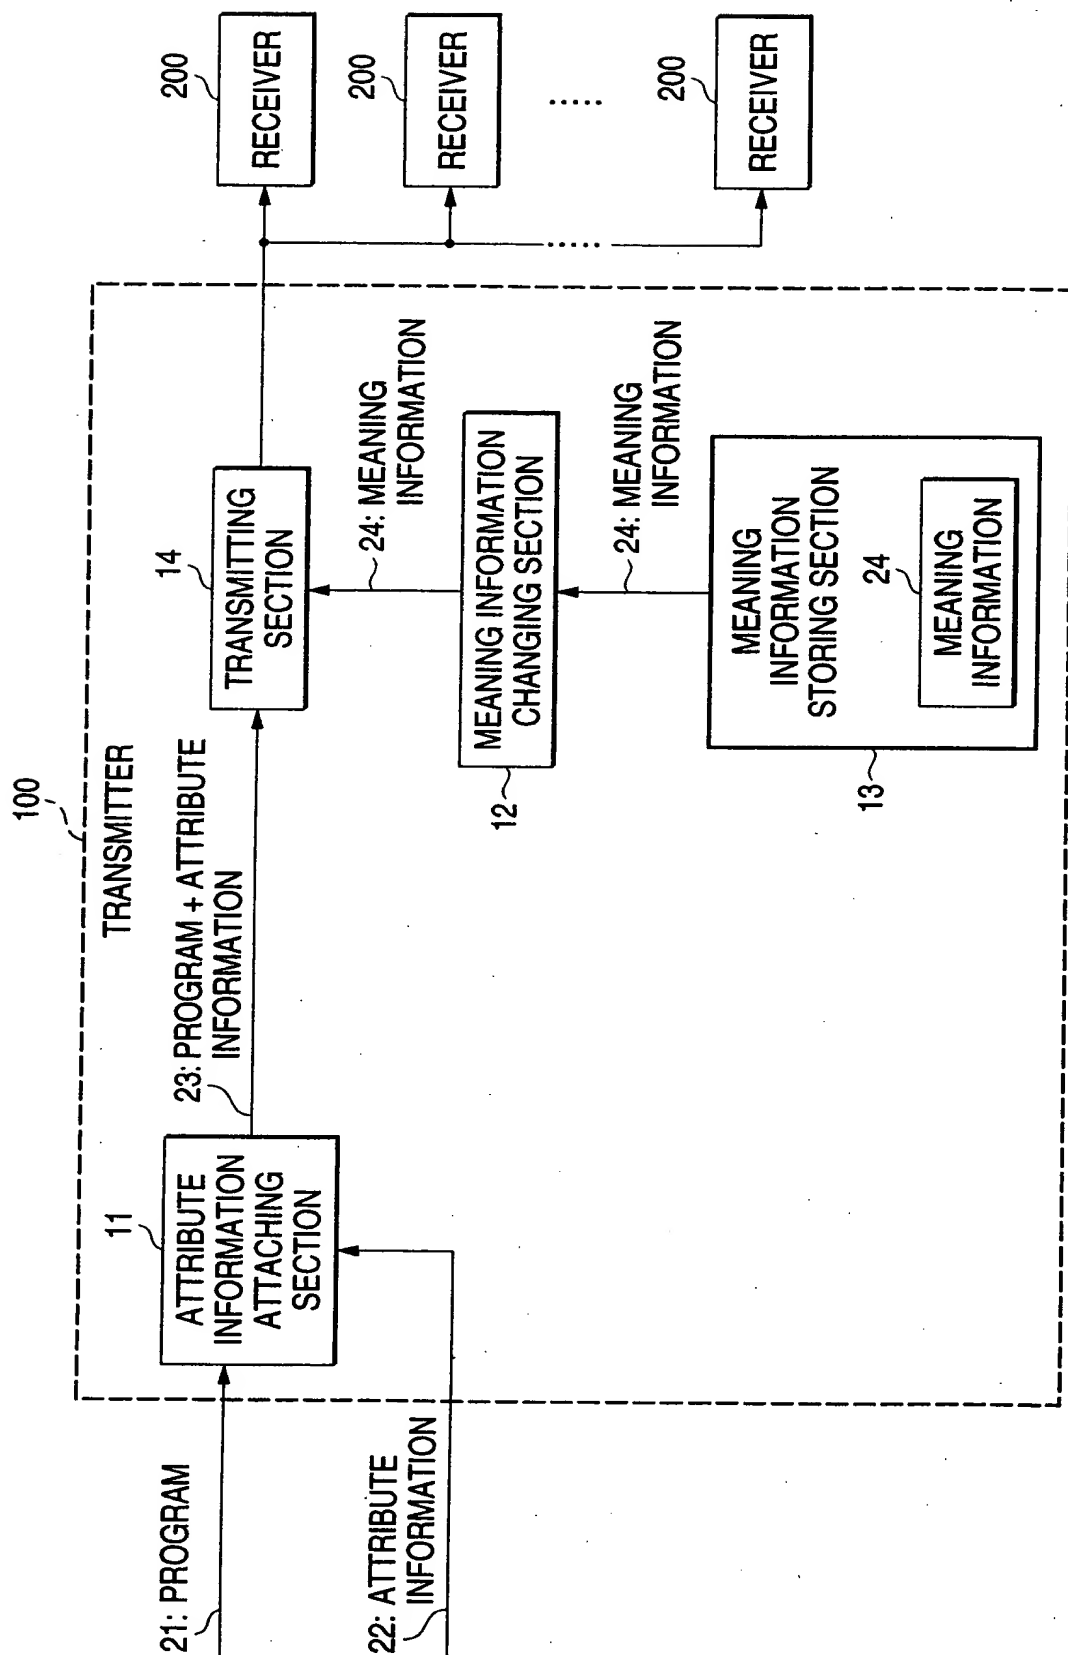 100
TRANSMITTER
21: PROGRAM
22: ATTRIBUTE
INFORMATION
11
ATTRIBUTE
INFORMATION
ATTACHING
SECTION
23: PROGRAM + ATTRIBUTE
INFORMATION
14
TRANSMITTING
SECTION
24: MEANING
INFORMATION
12
MEANING INFORMATION
CHANGING SECTION
24: MEANING
INFORMATION
13
MEANING
INFORMATION
STORING SECTION
24
MEANING
INFORMATION
200
RECEIVER
200
RECEIVER
200
RECEIVER